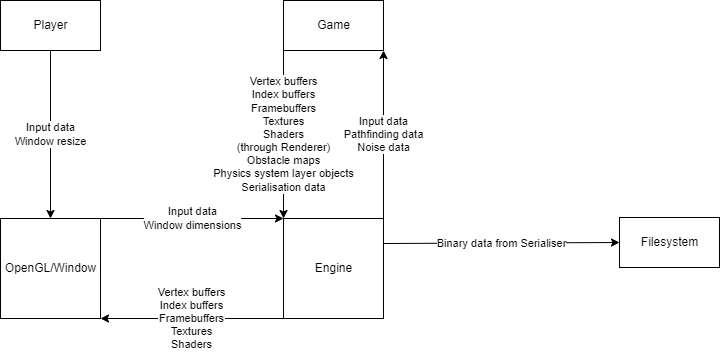 Player
Game
Vertex buffers
Index buffers
Framebuffers
Textures
Shaders
(through Renderer)
Obstacle maps
Physics system layer objects
Serialisation data
Input data
Pathfinding data
Noise data
Input data
Window resize
Input data
Window dimensions
OpenGL/Window
Engine
Binary data from Serialiser
Filesystem
Vertex buffers
Index buffers
Framebuffers
Textures
Shaders